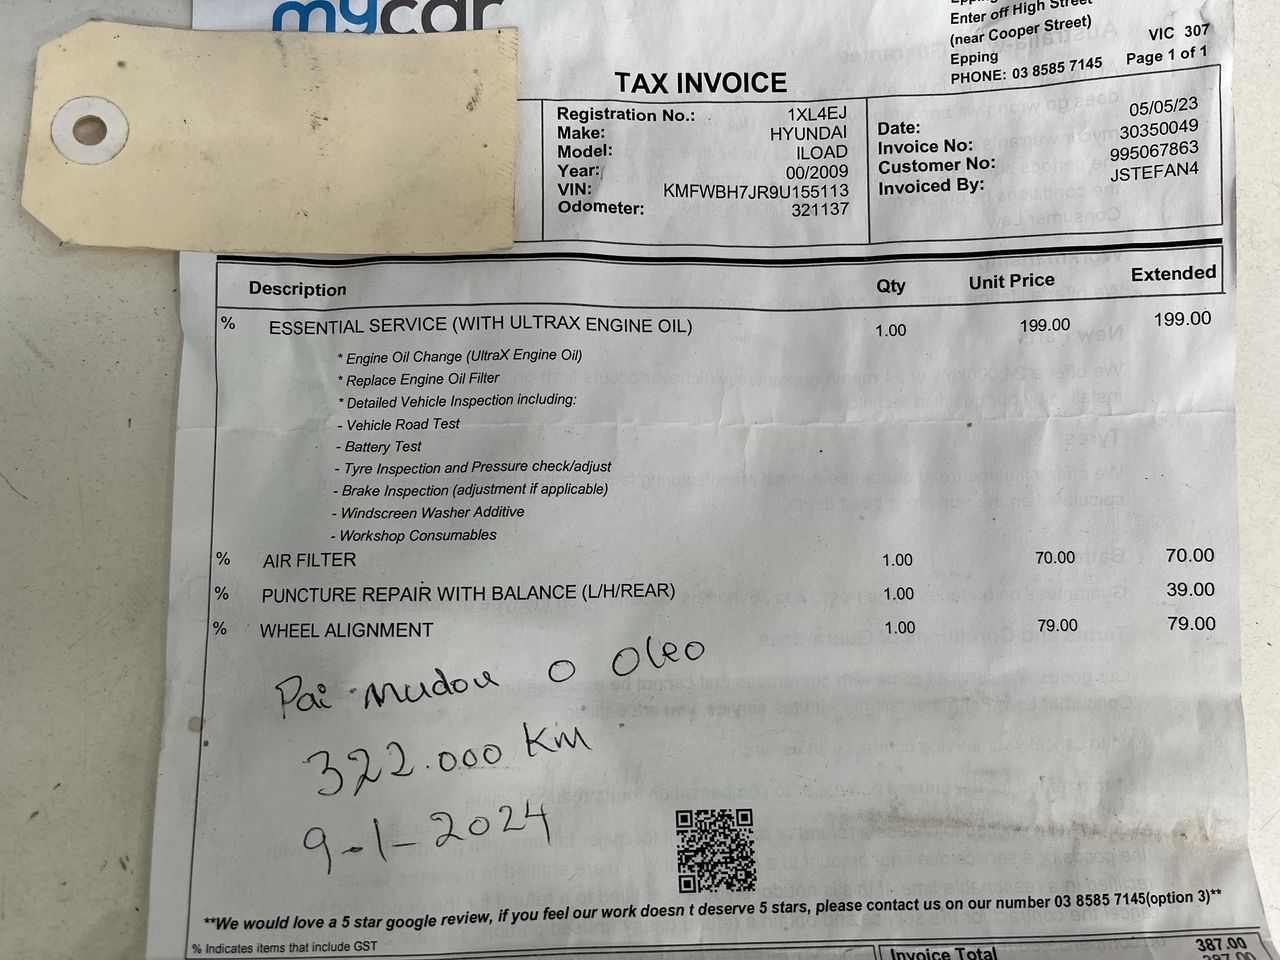 mycar
Enter off High Street
(near Cooper Street)
Epping
VIC 307
PHONE: 03 8585 7145
Page 1 of 1
TAX INVOICE
Registration No.: 1XL4EJ
Make: HYUNDAI
Model: ILOAD
Year: 00/2009
VIN: KMFWBH7JR9U155113
Odometer: 321137
Date: 05/05/23
Invoice No: 30350049
Customer No: 995067863
Invoiced By: JSTEFAN4
Description Qty Unit Price Extended
% ESSENTIAL SERVICE (WITH ULTRAX ENGINE OIL) 1.00 199.00 199.00
* Engine Oil Change (UltraX Engine Oil)
* Replace Engine Oil Filter
* Detailed Vehicle Inspection including:
- Vehicle Road Test
- Battery Test
- Tyre Inspection and Pressure check/adjust
- Brake Inspection (adjustment if applicable)
- Windscreen Washer Additive
- Workshop Consumables
% AIR FILTER 1.00 70.00 70.00
% PUNCTURE REPAIR WITH BALANCE (L/H/REAR) 1.00 39.00
% WHEEL ALIGNMENT 1.00 79.00 79.00
Pai mudou o oleo
322.000 Km
9-1-2024
**We would love a 5 star google review, if you feel our work doesn t deserve 5 stars, please contact us on our number 03 8585 7145(option 3)**
% Indicates items that include GST
Invoice Total 387.00
387.00